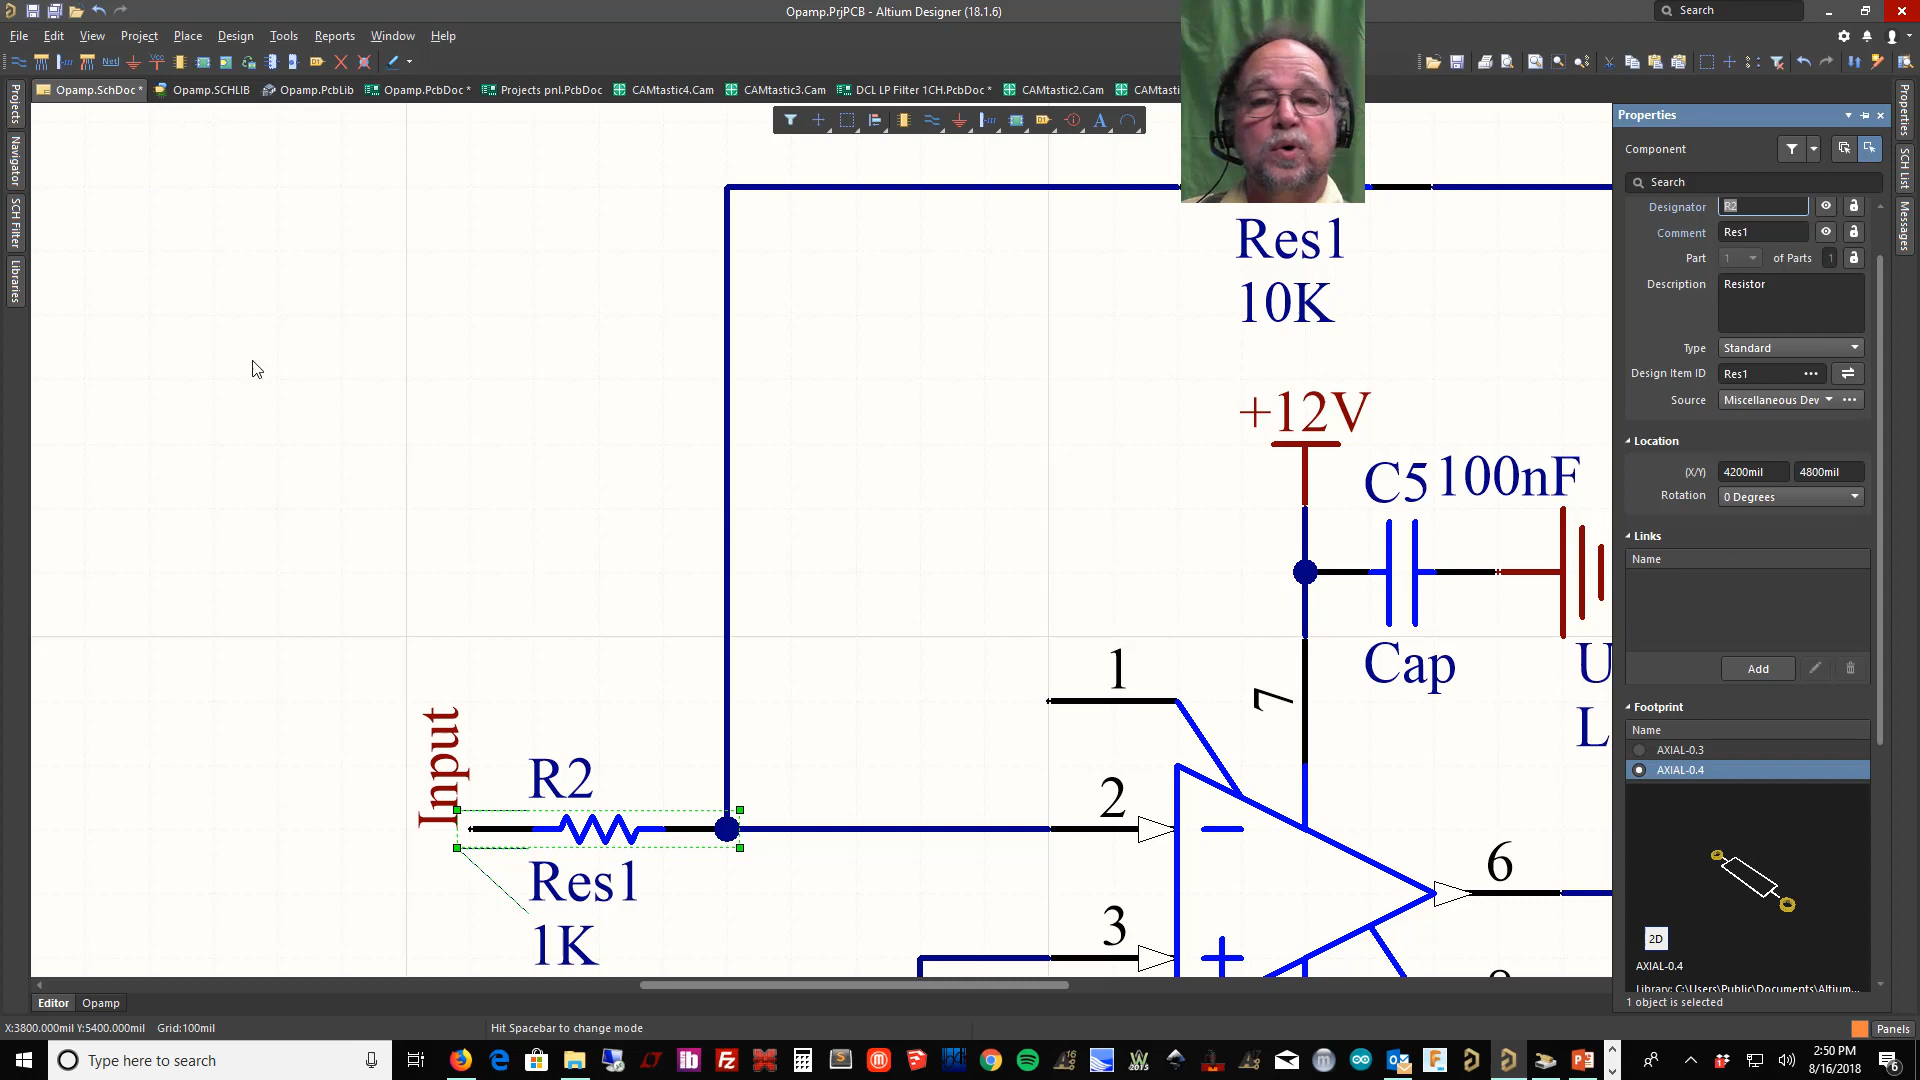 Opamp.PrjPCB - Altium Designer (18.1.6)
Search
File Edit View Project Place Design Tools Reports Window Help
Opamp.SchDoc * Opamp.SCHLIB Opamp.PcbLib Opamp.PcbDoc * Projects pnl.PcbDoc CAMtastic4.Cam CAMtastic3.Cam DCL LP Filter 1CH.PcbDoc * CAMtastic2.Cam CAMtast
Projects
Navigator
SCH Filter
Libraries
Res1
10K
+12V
C5 100nF
Cap
U
L
1
7
2
3
6
Input
R2
Res1
1K
Properties
Component
Search
Designator R2
Comment Res1
Part 1 of Parts 1
Description Resistor
Type Standard
Design Item ID Res1
Source Miscellaneous Dev
Location
(X/Y) 4200mil 4800mil
Rotation 0 Degrees
Links
Name
Add
Footprint
Name
AXIAL-0.3
AXIAL-0.4
2D
AXIAL-0.4
Library: C:\Users\Public\Documents\Altium...
1 object is selected
Properties
SCH List
Messages
Editor Opamp
X:3800.000mil Y:5400.000mil Grid:100mil Hit Spacebar to change mode
Panels
Type here to search
2:50 PM
8/16/2018
6